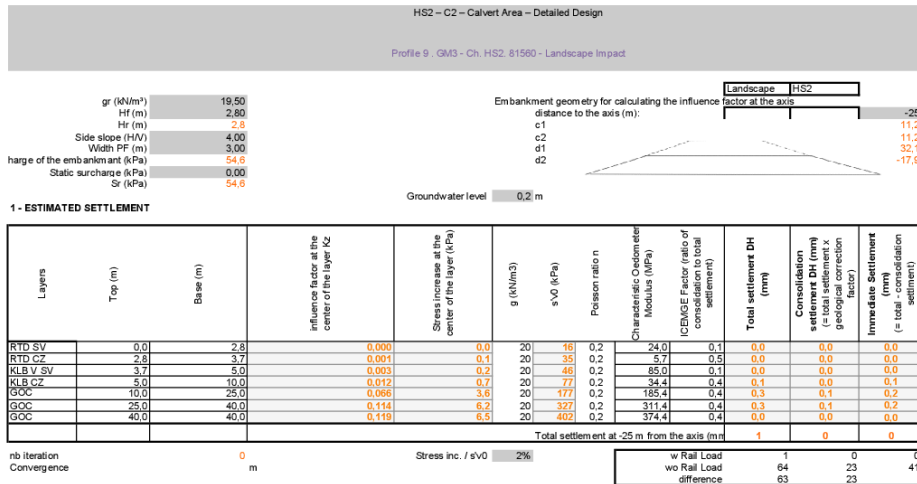 HS2 – C2 – Calvert Area – Detailed Design
Profile 9 . GM3 - Ch. HS2. 81560 - Landscape Impact
Landscape HS2
gr (kN/m³) 19,50 Embankment geometry for calculating the influence factor at the axis
Hf (m) 2,80 distance to the axis (m): -25
Hr (m) 2,8 c1 11,2
Side slope (H/V) 4,00 c2 11,2
Width PF (m) 3,00 d1 32,1
harge of the embankmant (kPa) 54,6 d2 -17,9
Static surcharge (kPa) 0,00
Sr (kPa) 54,6
Groundwater level 0,2 m
1 - ESTIMATED SETTLEMENT
Layers
Top (m)
Base (m)
influence factor at the
center of the layer Kz
Stress increase at the
center of the layer (kPa)
g (kN/m3)
s'v0 (kPa)
Poisson ratio n
Characteristic Oedometer
Modulus (MPa)
ICEMGE Factor (ratio of
consolidation to total
settlement)
Total settlement DH
(mm)
Consolidation
settlement DH (mm)
(= total settlement x
geological correction
factor)
Immediate Settlement
(mm)
(= total - consolidation
settlment)
RTD SV 0,0 2,8 0,000 0,0 20 16 0,2 24,0 0,1 0,0 0,0 0,0
RTD CZ 2,8 3,7 0,001 0,1 20 35 0,2 5,7 0,5 0,0 0,0 0,0
KLB V SV 3,7 5,0 0,003 0,2 20 46 0,2 85,0 0,1 0,0 0,0 0,0
KLB CZ 5,0 10,0 0,012 0,7 20 77 0,2 34,4 0,4 0,1 0,0 0,1
GOC 10,0 25,0 0,066 3,6 20 177 0,2 185,4 0,4 0,3 0,1 0,2
GOC 25,0 40,0 0,114 6,2 20 327 0,2 311,4 0,4 0,3 0,1 0,2
GOC 40,0 40,0 0,119 6,5 20 402 0,2 374,4 0,4 0,0 0,0 0,0
Total settlement at -25 m from the axis (mm 1 0 0
nb iteration 0 Stress inc. / s'v0 2% w Rail Load 1 0 0
Convergence m wo Rail Load 64 23 41
difference 63 23